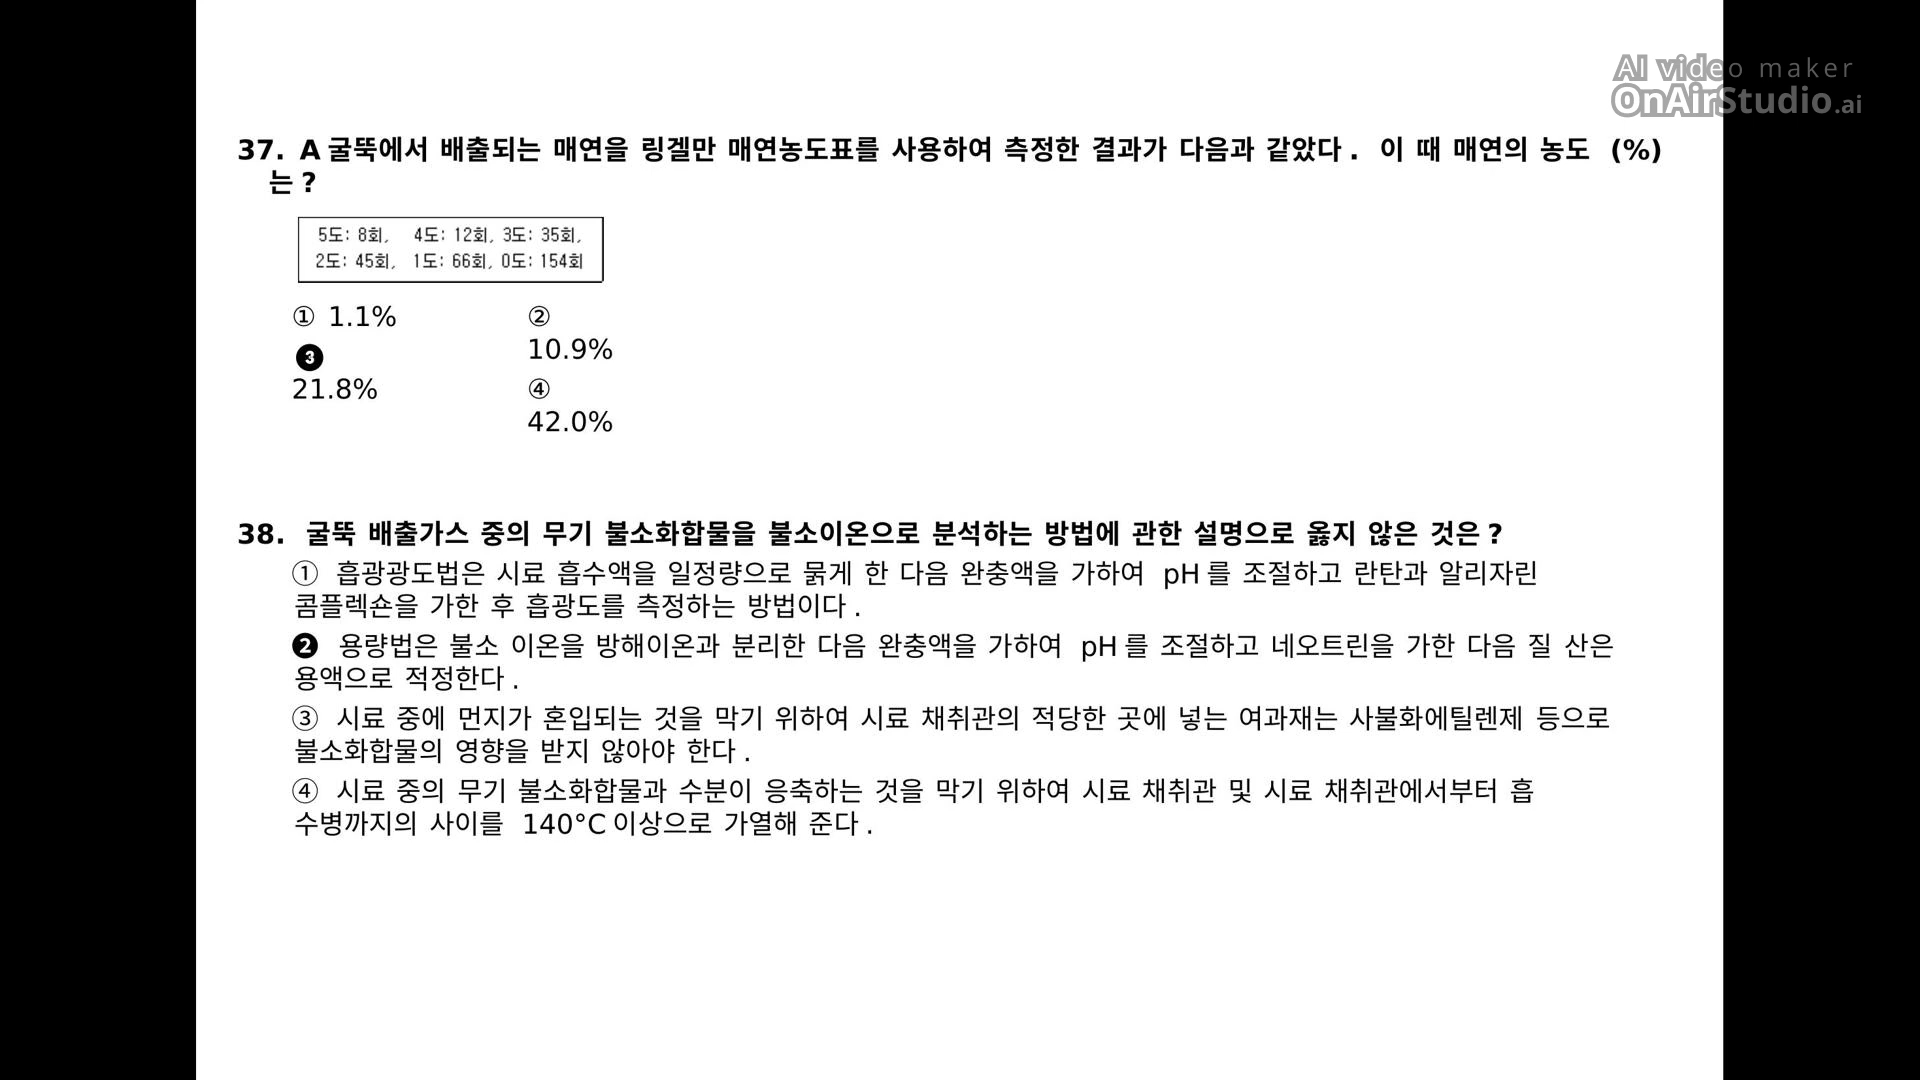 AI video maker
OnAirStudio.ai
37. A굴뚝에서 배출되는 매연을 링겔만 매연농도표를 사용하여 측정한 결과가 다음과 같았다. 이 때 매연의 농도 (%)
는?
5도: 8회, 4도: 12회, 3도: 35회,
2도: 45회, 1도: 66회, 0도: 154회
① 1.1%
②
10.9%
❸
21.8%
④
42.0%
38. 굴뚝 배출가스 중의 무기 불소화합물을 불소이온으로 분석하는 방법에 관한 설명으로 옳지 않은 것은?
① 흡광광도법은 시료 흡수액을 일정량으로 묽게 한 다음 완충액을 가하여 pH를 조절하고 란탄과 알리자린
콤플렉숀을 가한 후 흡광도를 측정하는 방법이다.
❷ 용량법은 불소 이온을 방해이온과 분리한 다음 완충액을 가하여 pH를 조절하고 네오트린을 가한 다음 질 산은
용액으로 적정한다.
③ 시료 중에 먼지가 혼입되는 것을 막기 위하여 시료 채취관의 적당한 곳에 넣는 여과재는 사불화에틸렌제 등으로
불소화합물의 영향을 받지 않아야 한다.
④ 시료 중의 무기 불소화합물과 수분이 응축하는 것을 막기 위하여 시료 채취관 및 시료 채취관에서부터 흡
수병까지의 사이를 140°C이상으로 가열해 준다.